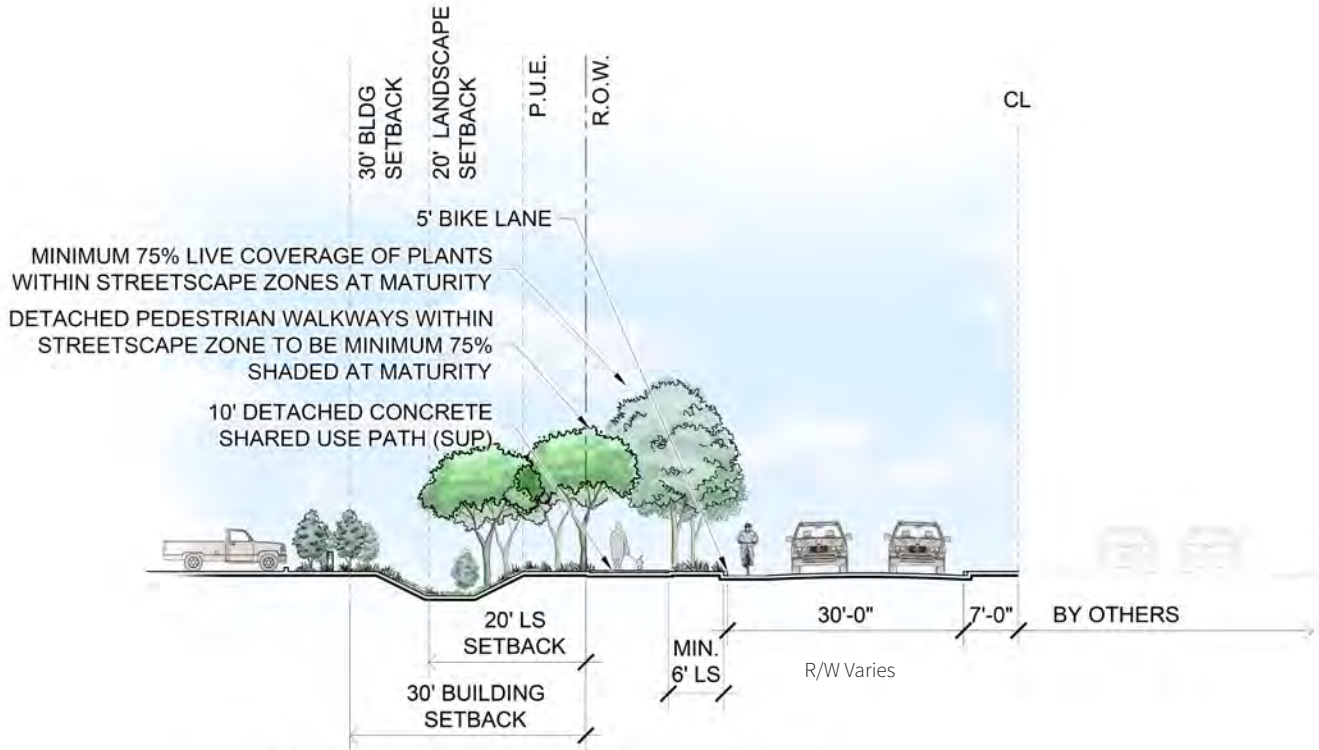 30' BLDG
SETBACK
20' LANDSCAPE
SETBACK
P.U.E.
R.O.W.
CL
5' BIKE LANE
MINIMUM 75% LIVE COVERAGE OF PLANTS
WITHIN STREETSCAPE ZONES AT MATURITY
DETACHED PEDESTRIAN WALKWAYS WITHIN
STREETSCAPE ZONE TO BE MINIMUM 75%
SHADED AT MATURITY
10' DETACHED CONCRETE
SHARED USE PATH (SUP)
20' LS
SETBACK
30' BUILDING
SETBACK
MIN.
6' LS
30'-0"
7'-0"
BY OTHERS
R/W Varies